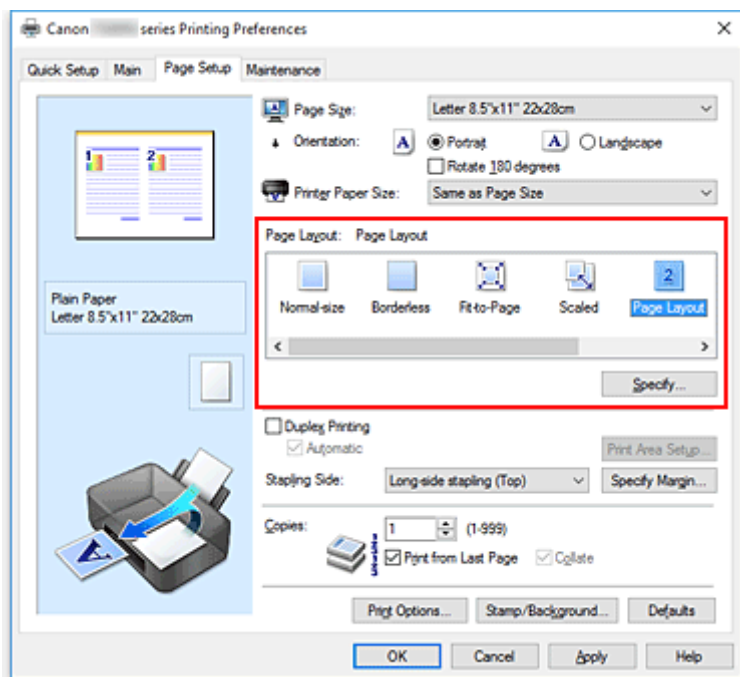 Canon series Printing Preferences
Quick Setup Main Page Setup Maintenance
1 2
Plain Paper
Letter 8.5"x11" 22x28cm
Page Size: Letter 8.5"x11" 22x28cm
Orientation: A Portrait A Landscape
Rotate 180 degrees
Printer Paper Size: Same as Page Size
Page Layout: Page Layout
2
Normal-size Borderless Fit-to-Page Scaled Page Layout
Specify...
Duplex Printing
Automatic Print Area Setup...
Stapling Side: Long-side stapling (Top) Specify Margin...
Copies: 1 (1-999)
Print from Last Page Collate
A
Print Options... Stamp/Background... Defaults
OK Cancel Apply Help